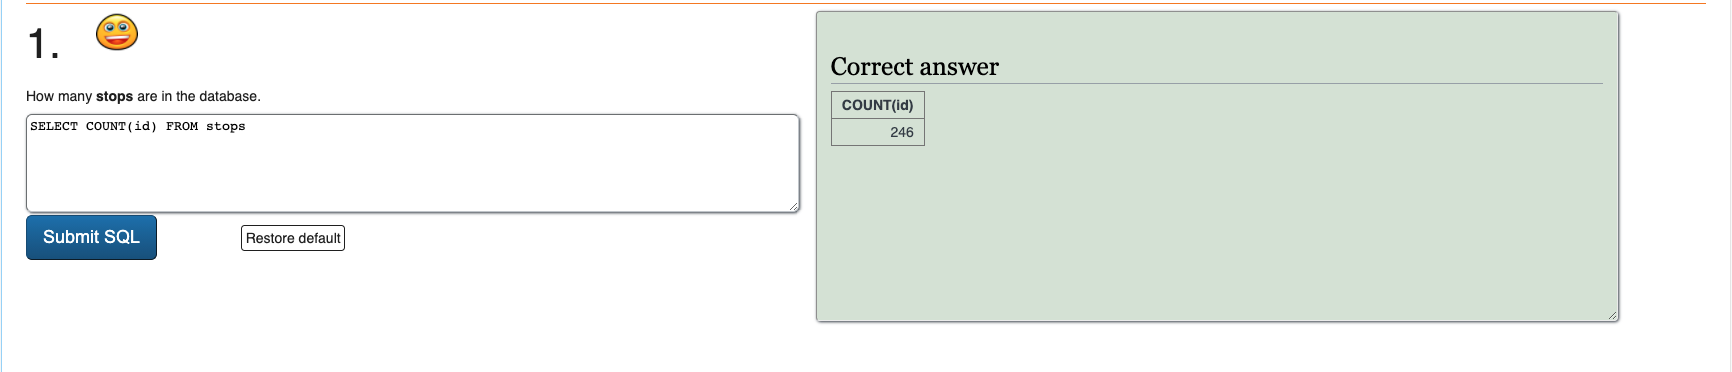 1.
How many stops are in the database.
SELECT COUNT(id) FROM stops
Submit SQL
Restore default
Correct answer
COUNT(id)
246